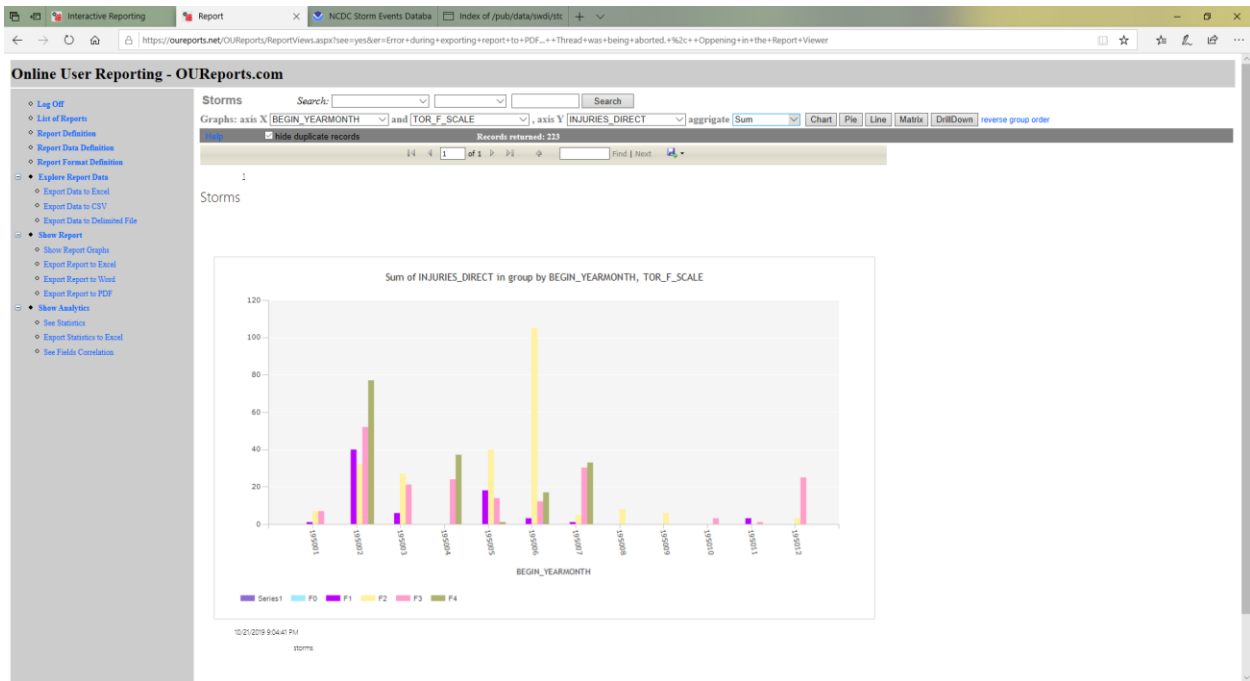 Interactive Reporting
Report
NCDC Storm Events Databa
Index of /pub/data/swdi/stc
https://oureports.net/OUReports/ReportViews.aspx?see=yes&er=Error+during+exporting+report+to+PDF...++Thread+was+being+aborted.+%2c++Oppening+in+the+Report+Viewer
Online User Reporting - OUReports.com
Log Off
List of Reports
Report Definition
Report Data Definition
Report Format Definition
Explore Report Data
Export Data to Excel
Export Data to CSV
Export Data to Delimited File
Show Report
Show Report Graphs
Export Report to Excel
Export Report to Word
Export Report to PDF
Show Analytics
See Statistics
Export Statistics to Excel
See Fields Correlation
Storms Search: Search
Graphs: axis X BEGIN_YEARMONTH and TOR_F_SCALE , axis Y INJURIES_DIRECT aggrigate Sum Chart Pie Line Matrix DrillDown reverse group order
Help hide duplicate records Records returned: 223
1 of 1 Find | Next
1
Storms
Sum of INJURIES_DIRECT in group by BEGIN_YEARMONTH, TOR_F_SCALE
120
100
80
60
40
20
0
195001 195002 195003 195004 195005 195006 195007 195008 195009 195010 195011 195012
BEGIN_YEARMONTH
Series1 F0 F1 F2 F3 F4
10/21/2019 9:04:41 PM
storms